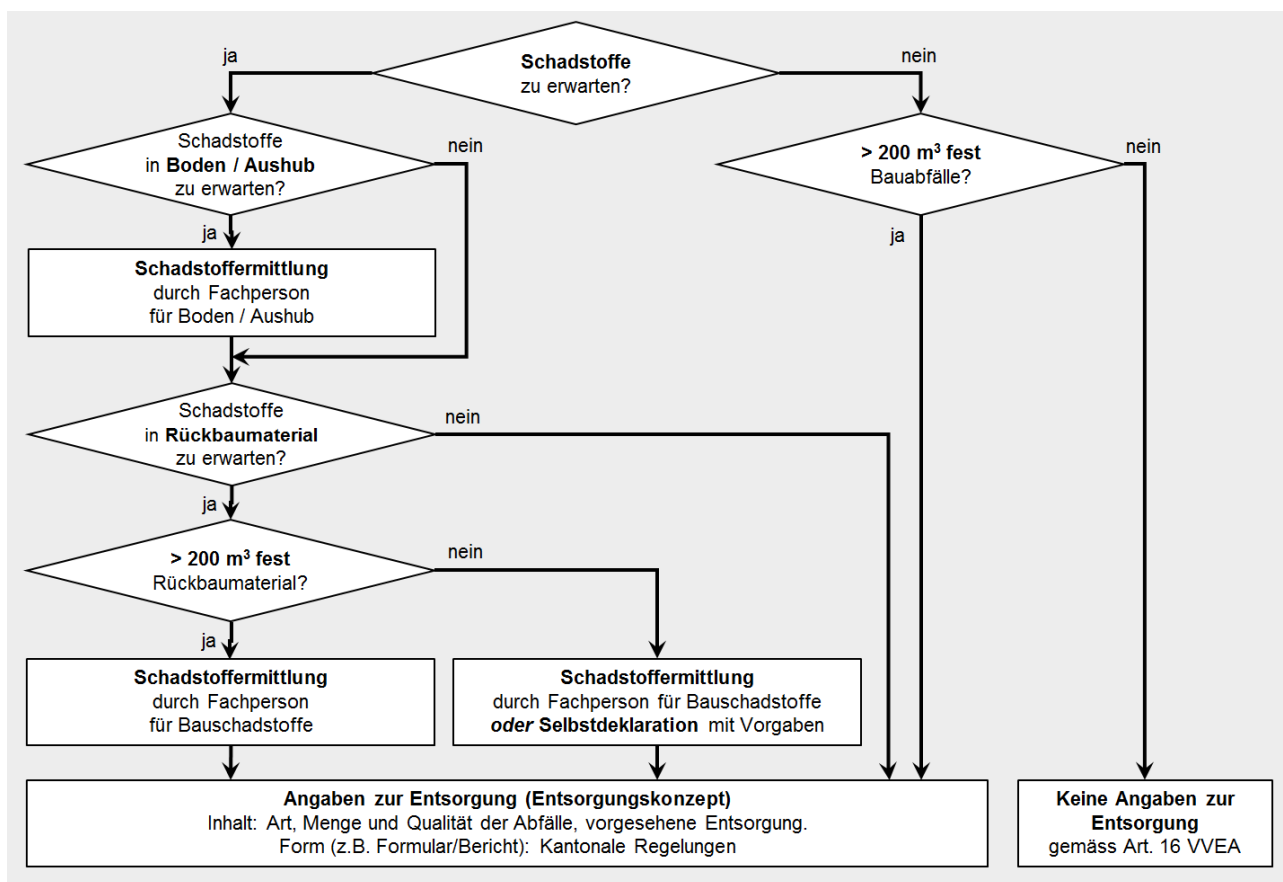 ja
Schadstoffe
zu erwarten?
nein
Schadstoffe
in Boden / Aushub
zu erwarten?
nein
> 200 m³ fest
Bauabfälle?
nein
ja
ja
Schadstoffermittlung
durch Fachperson
für Boden / Aushub
Schadstoffe
in Rückbaumaterial
zu erwarten?
nein
ja
> 200 m³ fest
Rückbaumaterial?
nein
ja
Schadstoffermittlung
durch Fachperson
für Bauschadstoffe
Schadstoffermittlung
durch Fachperson für Bauschadstoffe
oder Selbstdeklaration mit Vorgaben
Angaben zur Entsorgung (Entsorgungskonzept)
Inhalt: Art, Menge und Qualität der Abfälle, vorgesehene Entsorgung.
Form (z.B. Formular/Bericht): Kantonale Regelungen
Keine Angaben zur
Entsorgung
gemäss Art. 16 VVEA